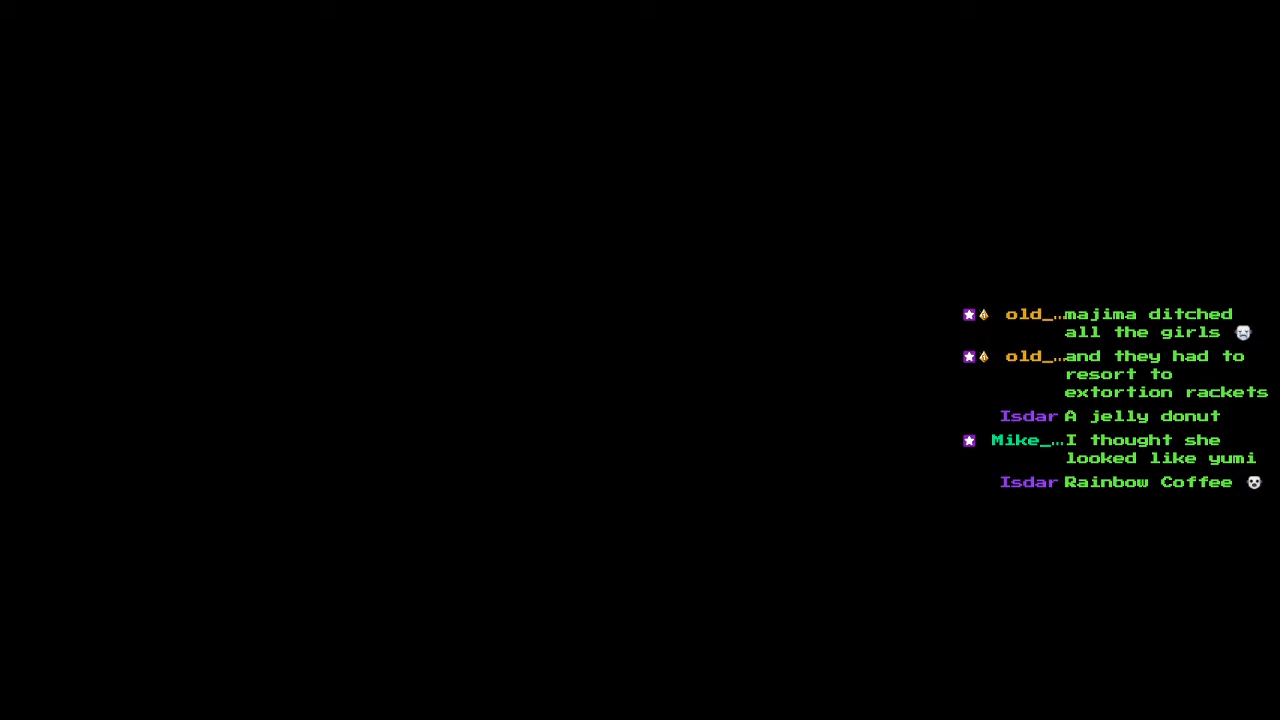 old_…majima ditched
all the girls
old_…and they had to
resort to
extortion rackets
Isdar A jelly donut
Mike_…I thought she
looked like yumi
Isdar Rainbow Coffee